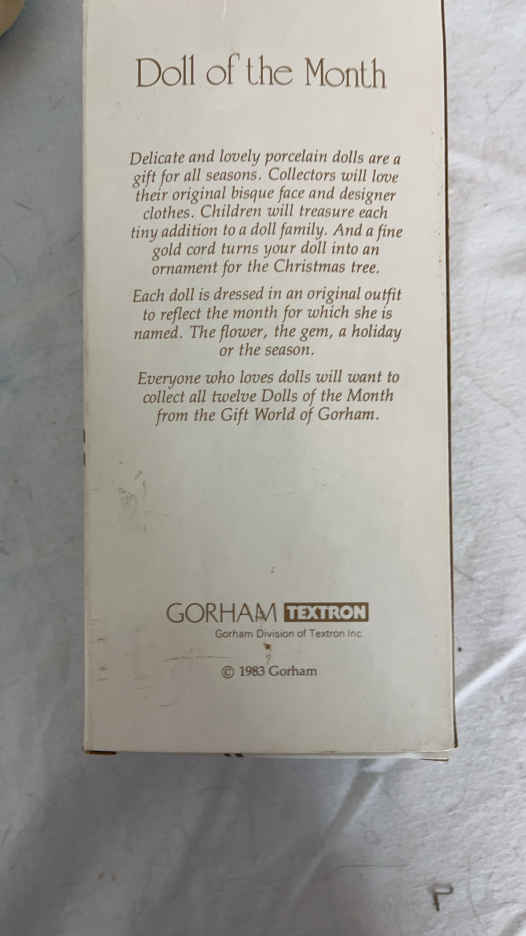 Doll of the Month
Delicate and lovely porcelain dolls are a
gift for all seasons. Collectors will love
their original bisque face and designer
clothes. Children will treasure each
tiny addition to a doll family. And a fine
gold cord turns your doll into an
ornament for the Christmas tree.
Each doll is dressed in an original outfit
to reflect the month for which she is
named. The flower, the gem, a holiday
or the season.
Everyone who loves dolls will want to
collect all twelve Dolls of the Month
from the Gift World of Gorham.
GORHAM TEXTRON
Gorham Division of Textron Inc.
© 1983 Gorham